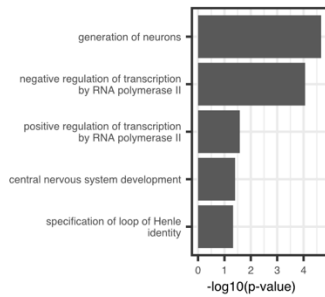 generation of neurons
negative regulation of transcription
by RNA polymerase II
positive regulation of transcription
by RNA polymerase II
central nervous system development
specification of loop of Henle
identity
0 1 2 3 4
-log10(p-value)